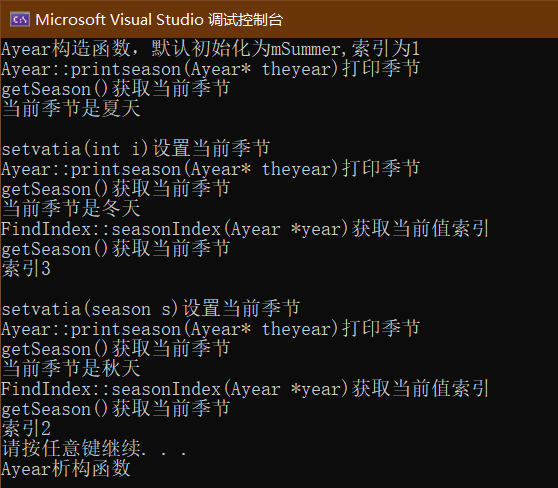 Microsoft Visual Studio 调试控制台
Ayear构造函数，默认初始化为mSummer,索引为1
Ayear::printseason(Ayear* theyear)打印季节
getSeason()获取当前季节
当前季节是夏天
setvatia(int i)设置当前季节
Ayear::printseason(Ayear* theyear)打印季节
getSeason()获取当前季节
当前季节是冬天
FindIndex::seasonIndex(Ayear *year)获取当前值索引
getSeason()获取当前季节
索引3
setvatia(season s)设置当前季节
Ayear::printseason(Ayear* theyear)打印季节
getSeason()获取当前季节
当前季节是秋天
FindIndex::seasonIndex(Ayear *year)获取当前值索引
getSeason()获取当前季节
索引2
请按任意键继续. . .
Ayear析构函数